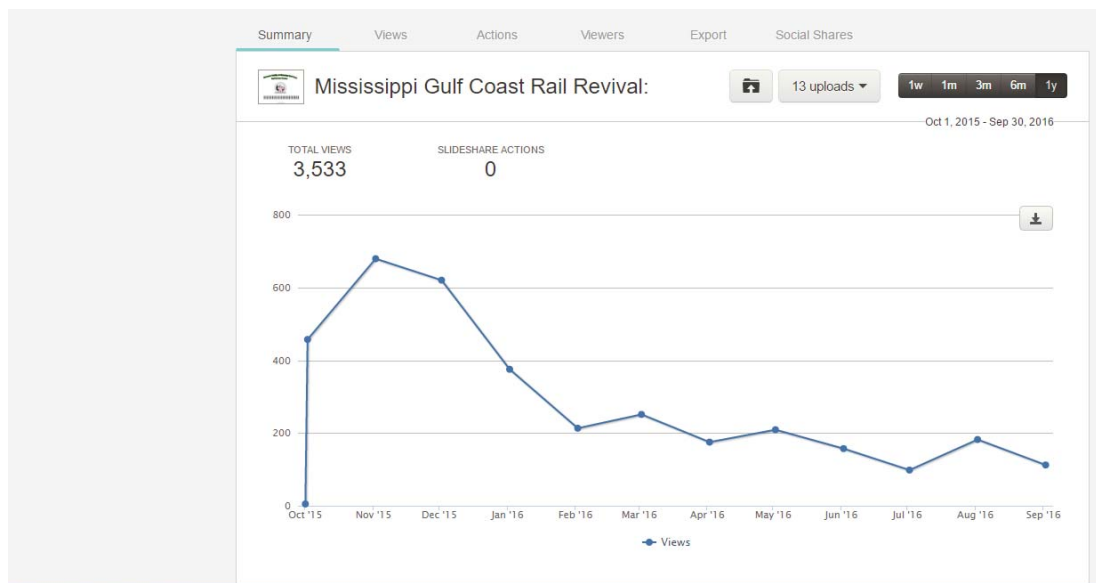 Summary Views Actions Viewers Export Social Shares
Mississippi Gulf Coast Rail Revival:
13 uploads
1w 1m 3m 6m 1y
Oct 1, 2015 - Sep 30, 2016
TOTAL VIEWS SLIDESHARE ACTIONS
3,533 0
800
600
400
200
0
Oct '15 Nov '15 Dec '15 Jan '16 Feb '16 Mar '16 Apr '16 May '16 Jun '16 Jul '16 Aug '16 Sep '16
Views